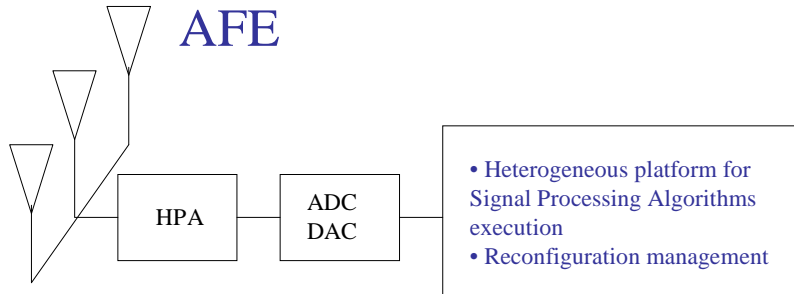 AFE
HPA
ADC
DAC
• Heterogeneous platform for
Signal Processing Algorithms
execution
• Reconfiguration management